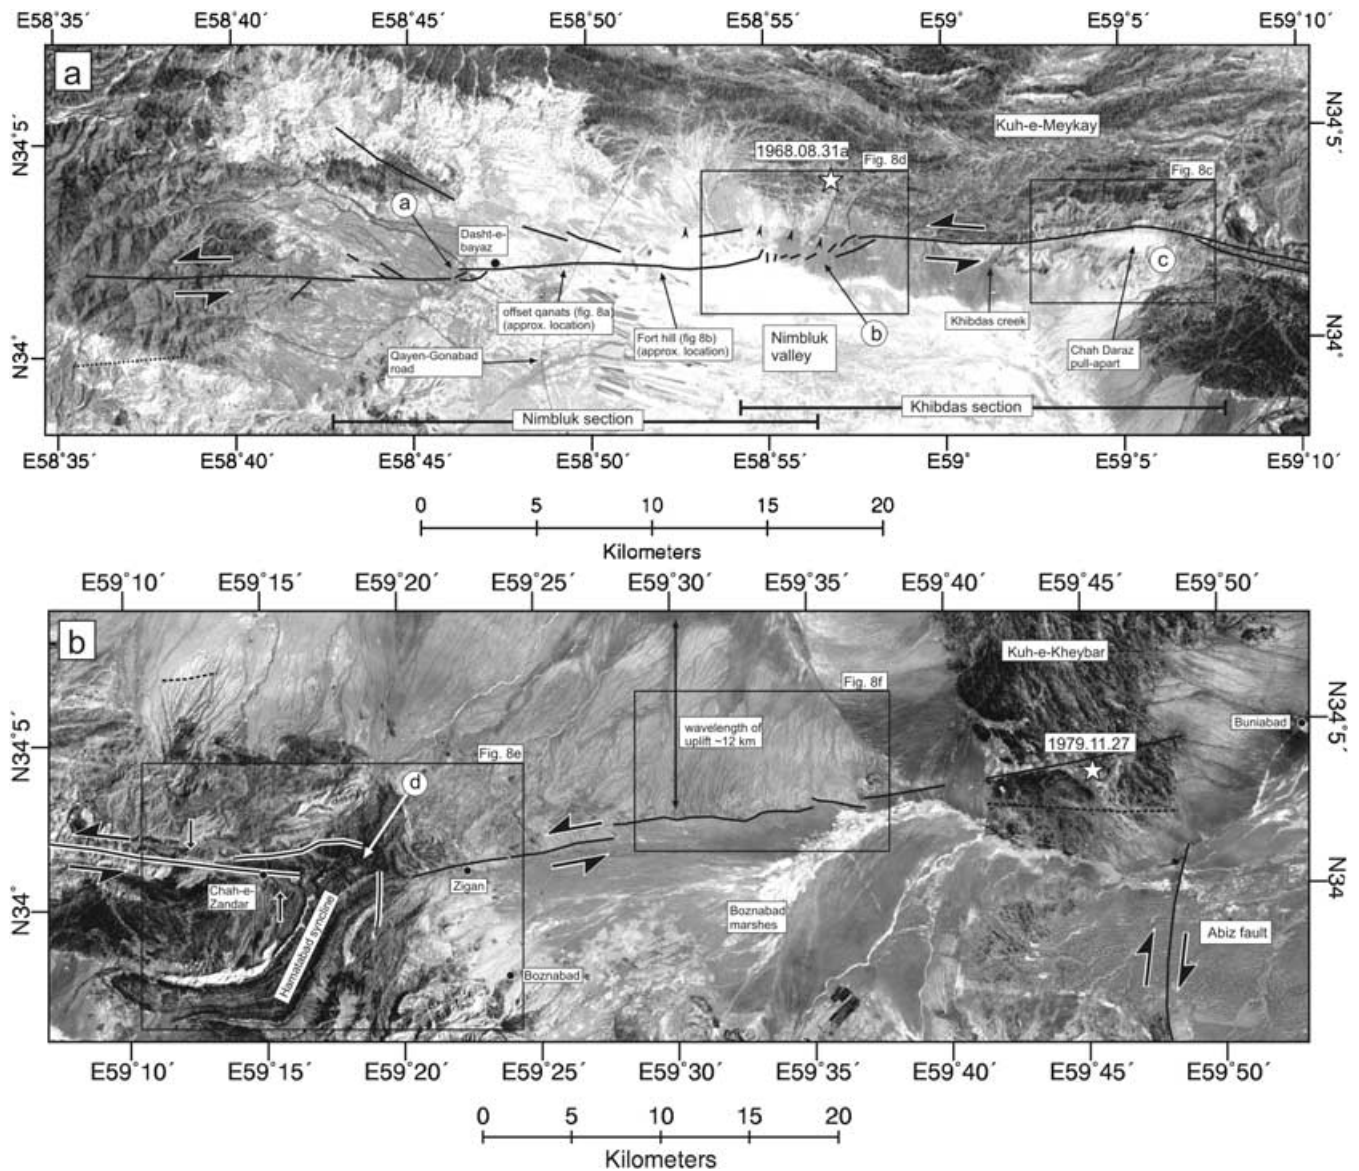 E58˚35´ E58˚40´ E58˚45´ E58˚50´ E58˚55´ E59˚ E59˚5´ E59˚10´
a
Kuh-e-Meykay
N34˚5´
N34˚5´
1968.08.31a
Fig. 8d
Fig. 8c
a
Dasht-e-
bayaz
c
offset qanats (fig. 8a)
(approx. location)
Khibdas creek
b
Fort hill (fig 8b)
(approx. location)
Nimbluk
valley
Chah Daraz
pull-apart
N34˚
N34˚
Qayen-Gonabad
road
Khibdas section
Nimbluk section
E58˚35´ E58˚40´ E58˚45´ E58˚50´ E58˚55´ E59˚ E59˚5´ E59˚10´
0 5 10 15 20
Kilometers
E59˚10´ E59˚15´ E59˚20´ E59˚25´ E59˚30´ E59˚35´ E59˚40´ E59˚45´ E59˚50´
b
Kuh-e-Kheybar
Fig. 8f
N34˚5´
N34˚5´
Buniabad
wavelength of
uplift ~12 km
1979.11.27
Fig. 8e
d
Chah-e-
Zandar
Zigan
N34˚
N34
Hamatabad syncline
Boznabad
marshes
Abiz fault
Boznabad
E59˚10´ E59˚15´ E59˚20´ E59˚25´ E59˚30´ E59˚35´ E59˚40´ E59˚45´ E59˚50´
0 5 10 15 20
Kilometers